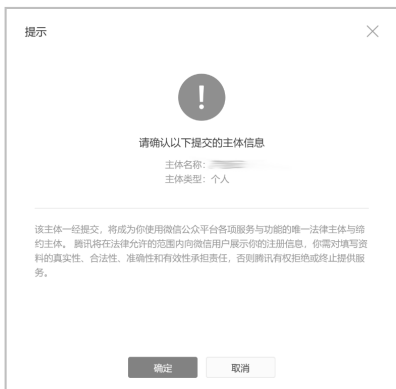 提示
请确认以下提交的主体信息
主体名称：
主体类型：个人
该主体一经提交，将成为你使用微信公众平台各项服务与功能的唯一法律主体与缔
约主体。腾讯将在法律允许的范围内向微信用户展示你的注册信息，你需对填写资
料的真实性、合法性、准确性和有效性承担责任，否则腾讯有权拒绝或终止提供服
务。
确定
取消